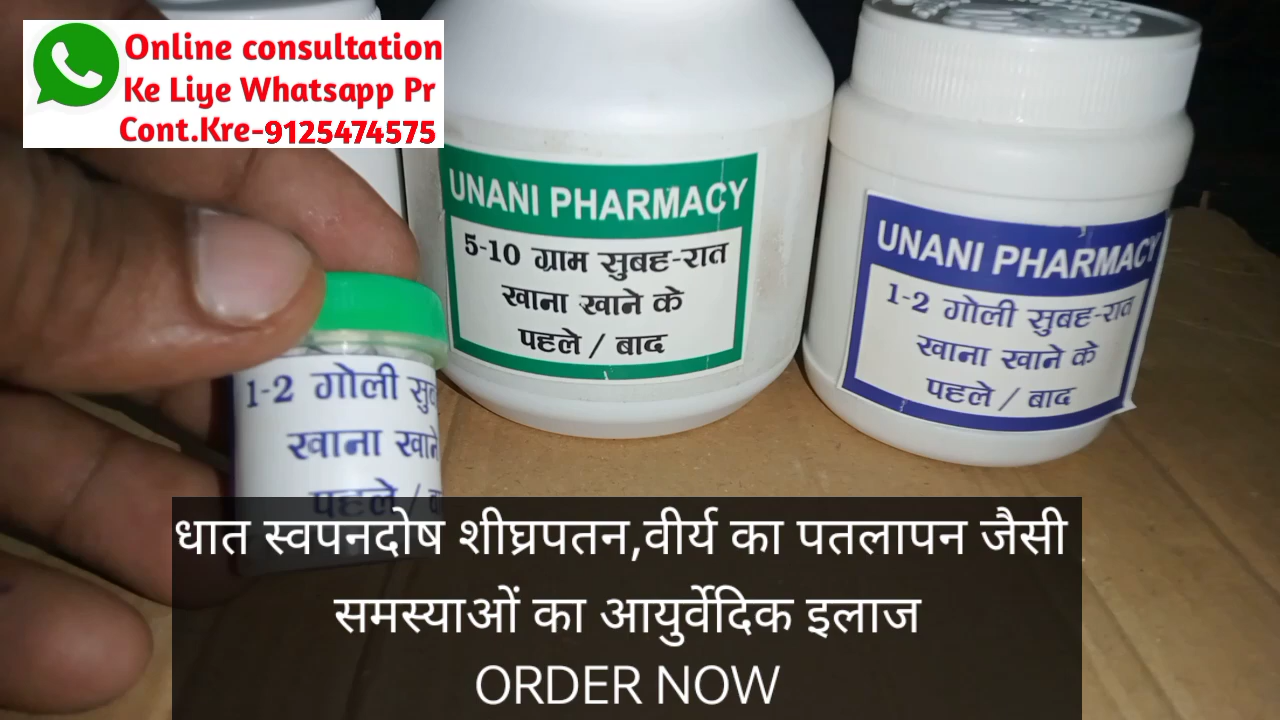 Online consultation
Ke Liye Whatsapp Pr
Cont.Kre-9125474575
UNANI PHARMACY
5-10 ग्राम सुबह-रात
खाना खाने के
पहले / बाद
UNANI PHARMACY
1-2 गोली सुबह-रात
खाना खाने के
पहले / बाद
1-2 गोली
खाना
पहले /
धात स्वपनदोष शीघ्रपतन,वीर्य का पतलापन जैसी
समस्याओं का आयुर्वेदिक इलाज
ORDER NOW